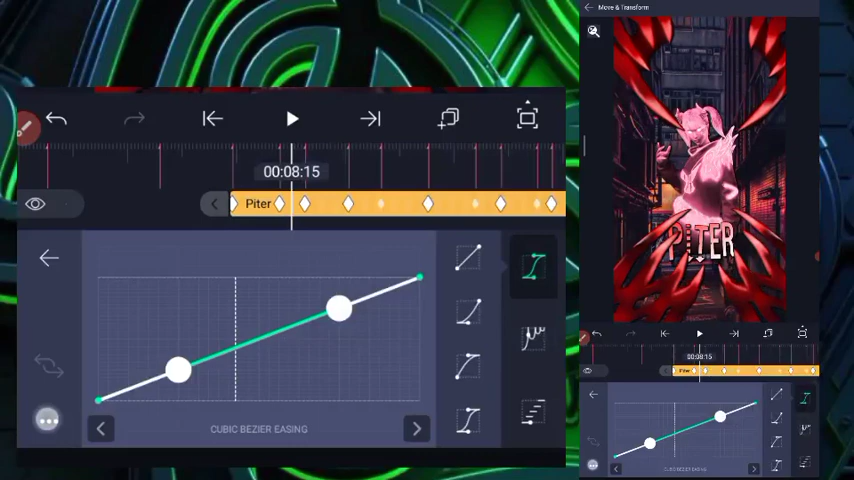 00:08:15
Piter
CUBIC BEZIER EASING
Move & Transform
PITER
00:08:15
Piter
CUBIC BEZIER EASING